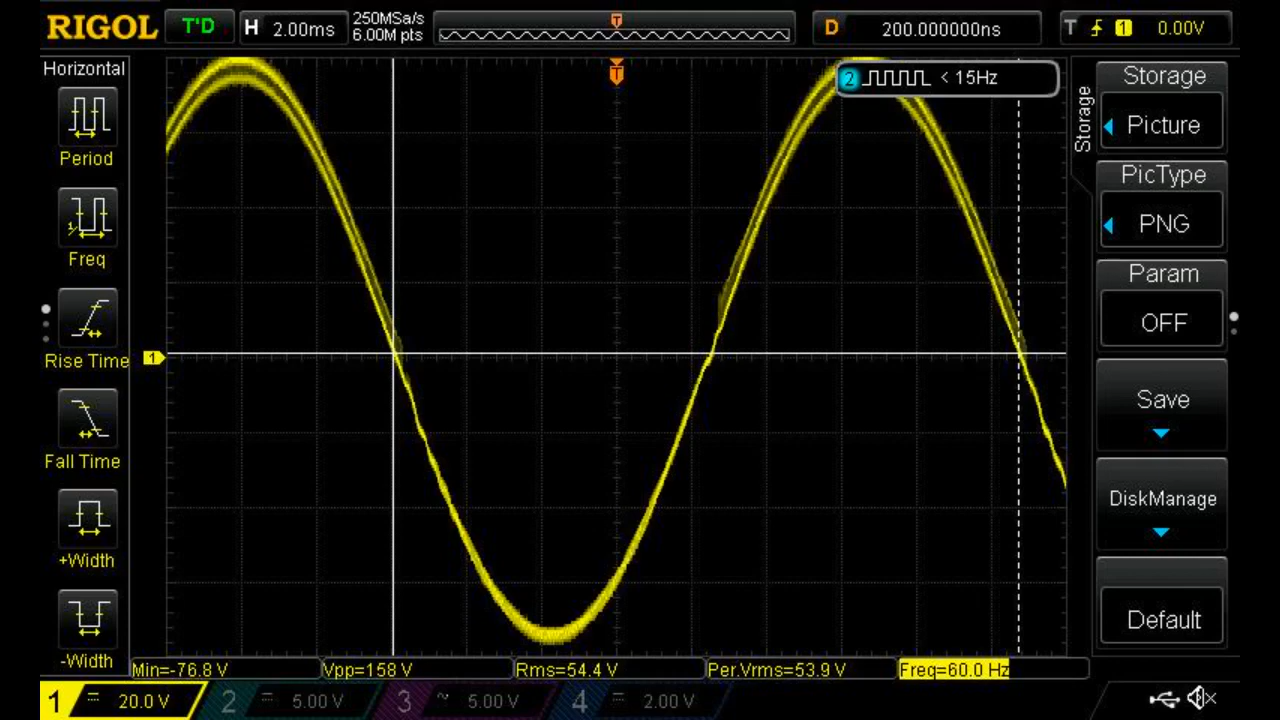 RIGOL T'D H 2.00ms 250MSa/s 6.00M pts D 200.000000ns T 1 0.00V
Horizontal
Period
Freq
Rise Time
Fall Time
+Width
-Width
T
T
2 < 15Hz
1
Storage
Storage
Picture
PicType
PNG
Param
OFF
Save
DiskManage
Default
Min=-76.8 V Vpp=158 V Rms=54.4 V Per.Vrms=53.9 V Freq=60.0 Hz
1 = 20.0 V 2 = 5.00 V 3 ~ 5.00 V 4 = 2.00 V